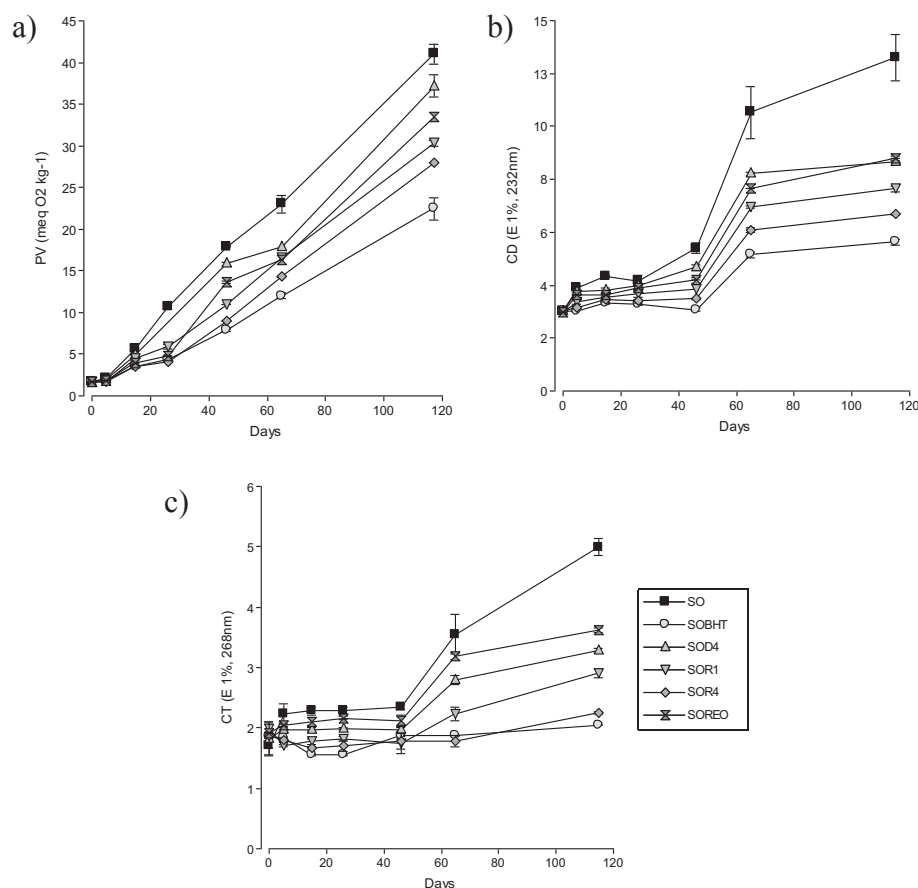 a)
PV (meq O2 kg-1)
45
40
35
30
25
20
15
10
5
0
0 20 40 60 80 100 120
Days
b)
CD (E 1%, 232nm)
15
13
10
8
6
4
2
0
0 20 40 60 80 100 120
Days
c)
CT (E 1%, 268nm)
6
5
4
3
2
1
0
0 20 40 60 80 100 120
Days
SO
SOBHT
SOD4
SOR1
SOR4
SOREO